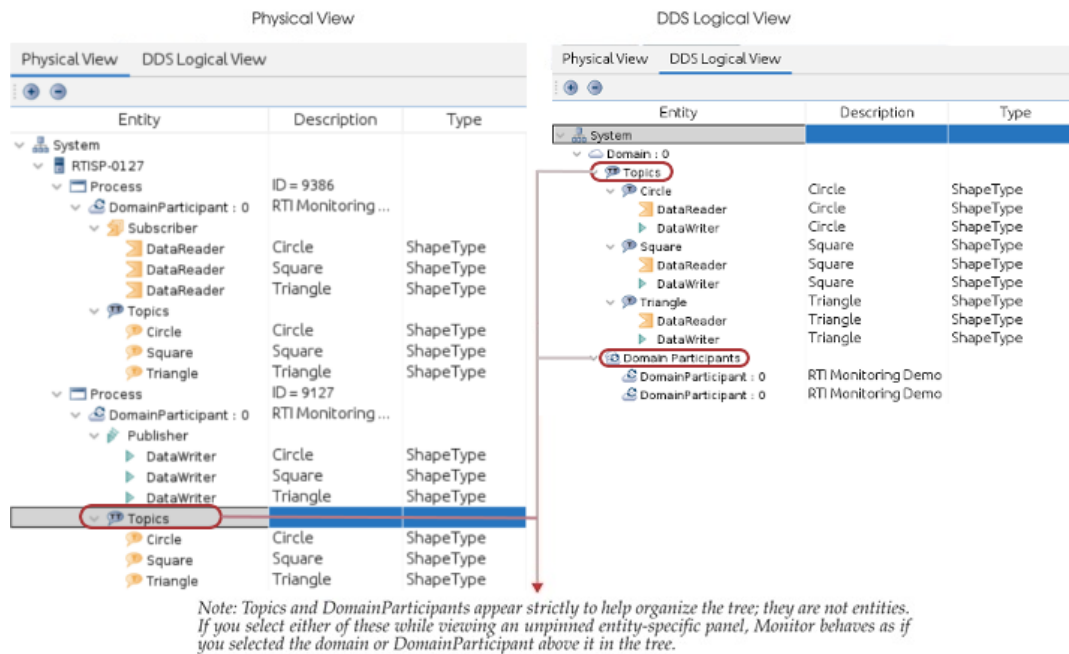 Physical View
Physical View DDS Logical View
Entity Description Type
System
RTISP-0127
Process ID = 9386
DomainParticipant : 0 RTI Monitoring ...
Subscriber
DataReader Circle ShapeType
DataReader Square ShapeType
DataReader Triangle ShapeType
Topics
Circle Circle ShapeType
Square Square ShapeType
Triangle Triangle ShapeType
Process ID = 9127
DomainParticipant : 0 RTI Monitoring ...
Publisher
DataWriter Circle ShapeType
DataWriter Square ShapeType
DataWriter Triangle ShapeType
Topics
Circle Circle ShapeType
Square Square ShapeType
Triangle Triangle ShapeType
DDS Logical View
Physical View DDS Logical View
Entity Description Type
System
Domain : 0
Topics
Circle Circle ShapeType
DataReader Circle ShapeType
DataWriter Circle ShapeType
Square Square ShapeType
DataReader Square ShapeType
DataWriter Square ShapeType
Triangle Triangle ShapeType
DataReader Triangle ShapeType
DataWriter Triangle ShapeType
Domain Participants
DomainParticipant : 0 RTI Monitoring Demo
DomainParticipant : 0 RTI Monitoring Demo
Note: Topics and DomainParticipants appear strictly to help organize the tree; they are not entities.
If you select either of these while viewing an unpinned entity-specific panel, Monitor behaves as if
you selected the domain or DomainParticipant above it in the tree.